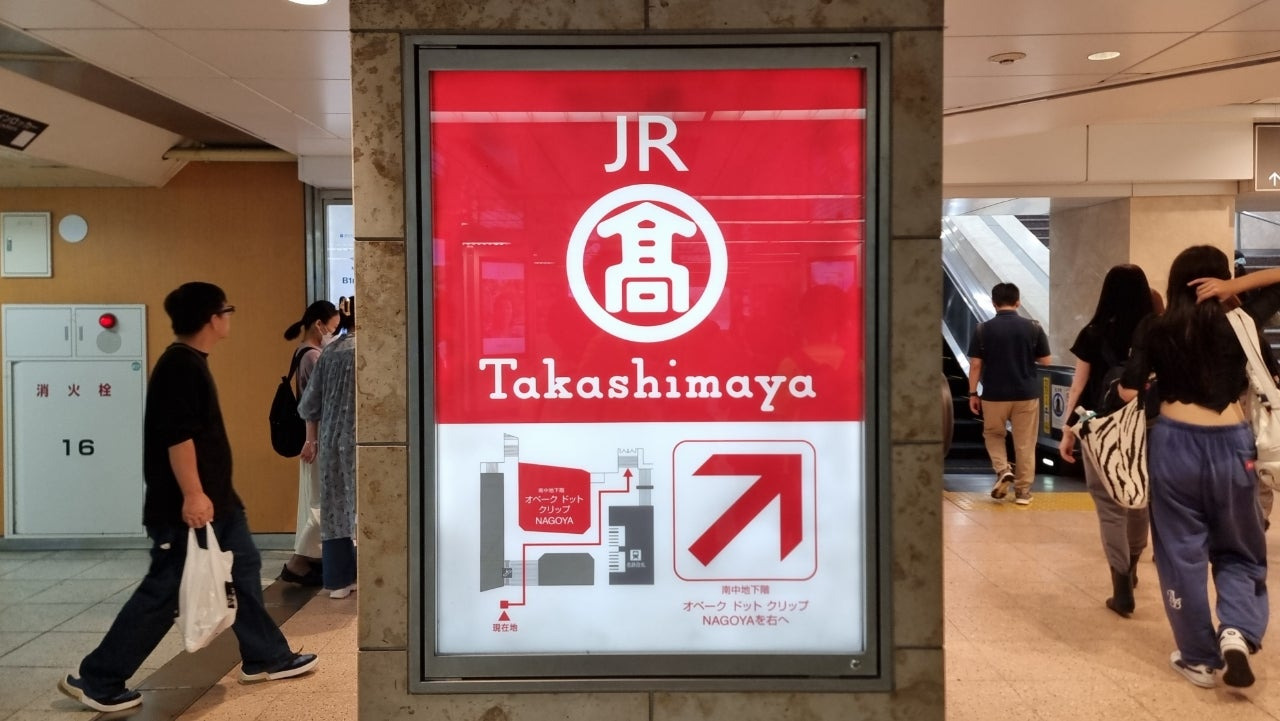 JR
髙
Takashimaya
南中地下階
オペーク ドット
クリップ
NAGOYA
現在地
南中地下階
オペーク ドット クリップ
NAGOYAを右へ
消火栓
16
B1